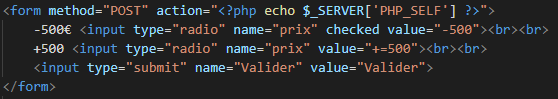 <form method="POST" action="<?php echo $_SERVER['PHP_SELF'] ?>">
-500€ <input type="radio" name="prix" checked value="-500"><br><br>
+500 <input type="radio" name="prix" value="+=500"><br><br>
<input type="submit" name="Valider" value="Valider">
</form>